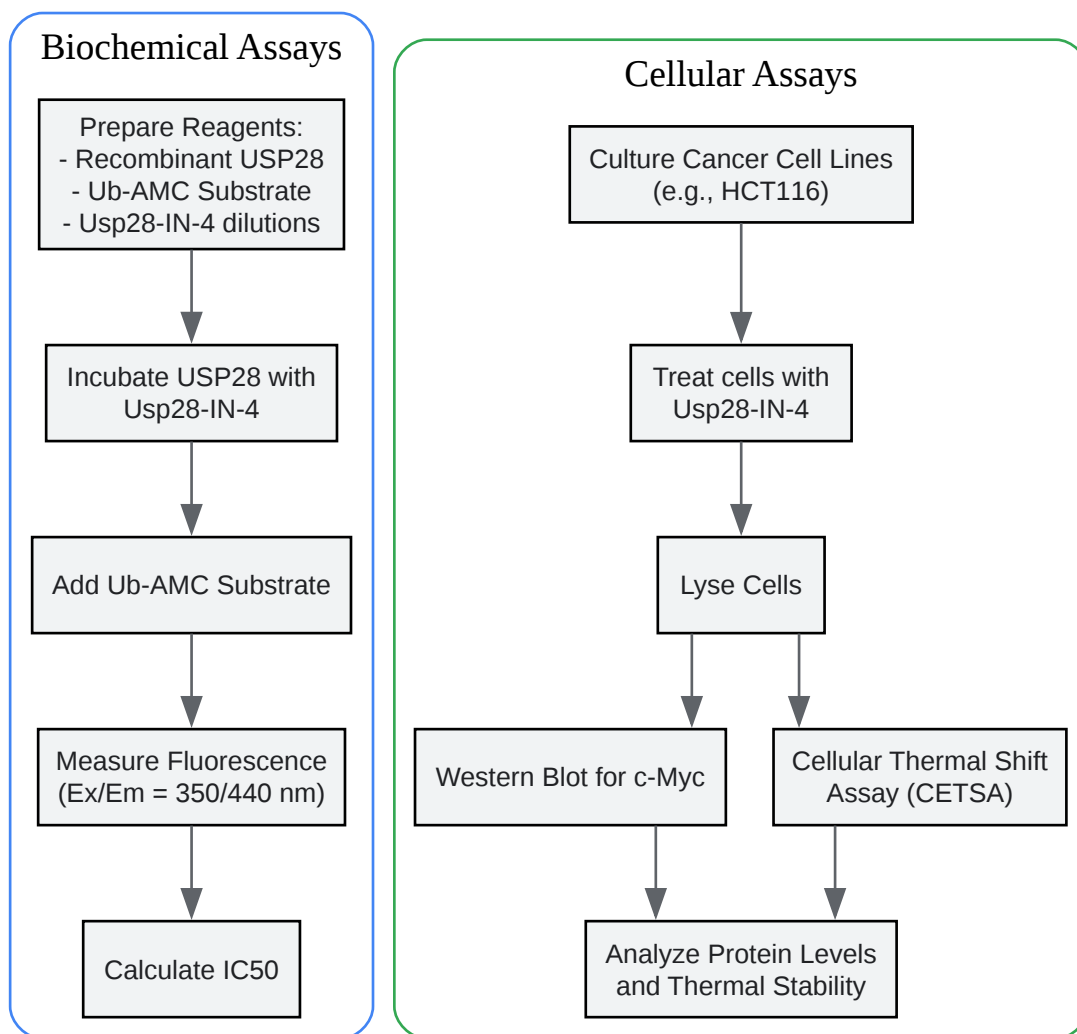 Biochemical Assays
Prepare Reagents:
- Recombinant USP28
- Ub-AMC Substrate
- Usp28-IN-4 dilutions
Incubate USP28 with
Usp28-IN-4
Add Ub-AMC Substrate
Measure Fluorescence
(Ex/Em = 350/440 nm)
Calculate IC50
Cellular Assays
Culture Cancer Cell Lines
(e.g., HCT116)
Treat cells with
Usp28-IN-4
Lyse Cells
Western Blot for c-Myc
Cellular Thermal Shift
Assay (CETSA)
Analyze Protein Levels
and Thermal Stability